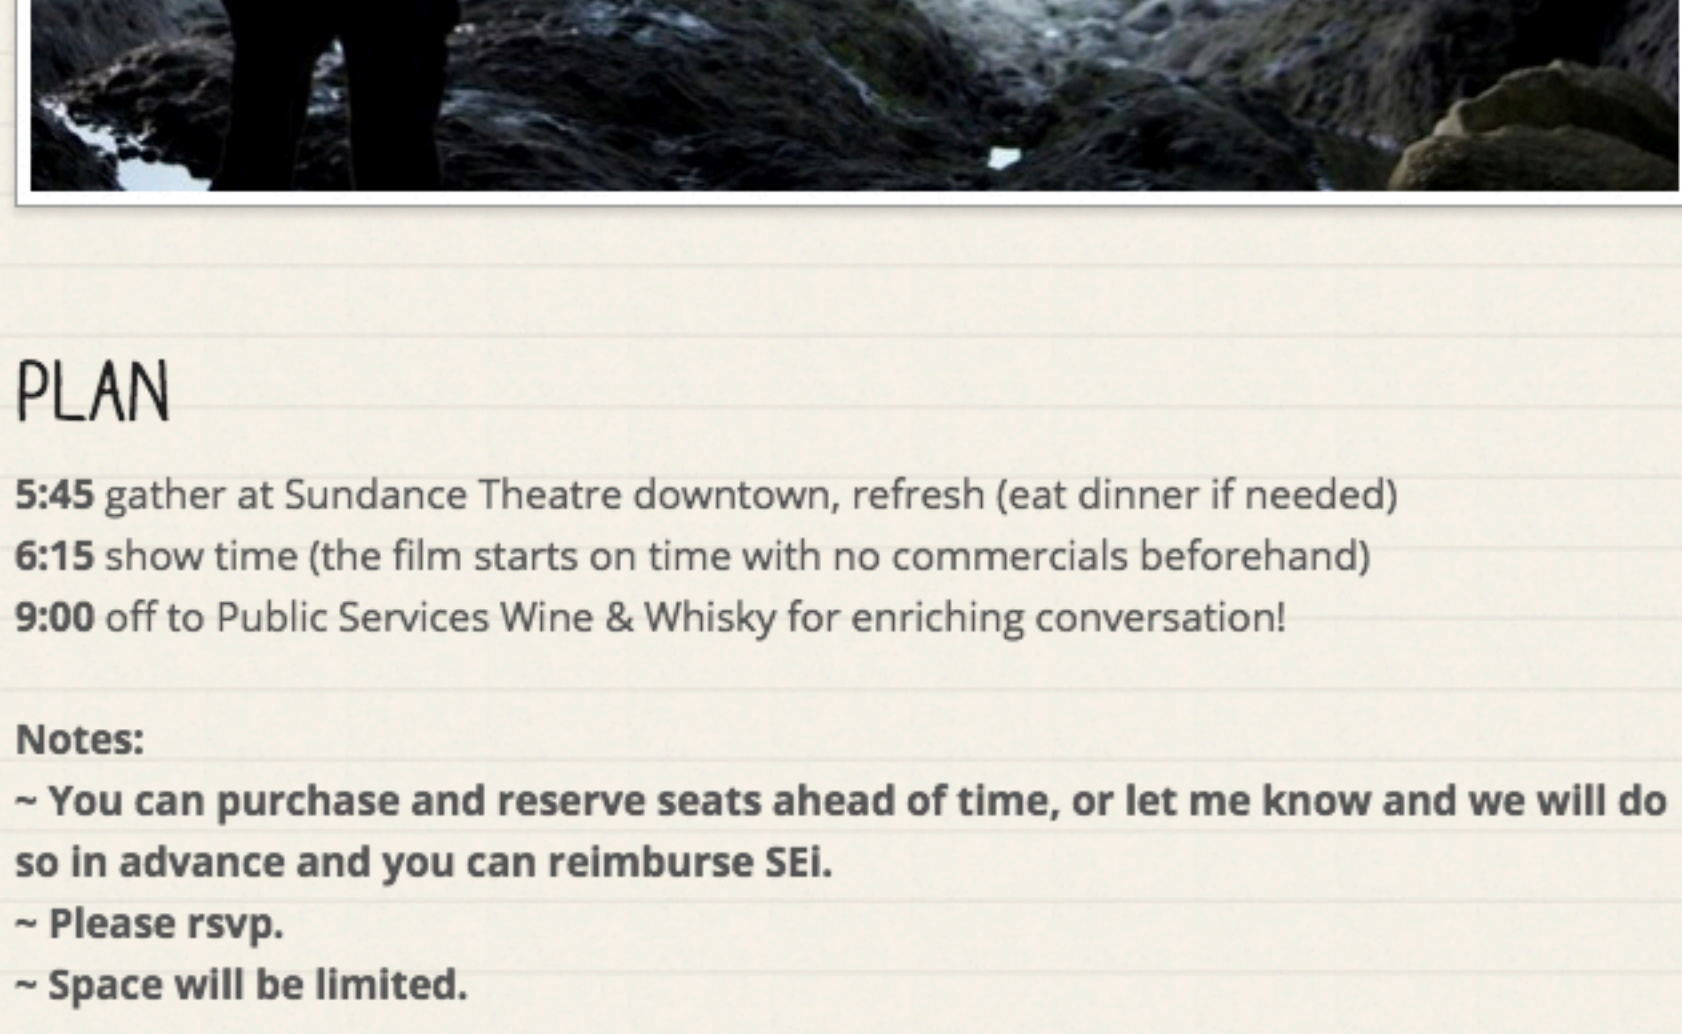 PLAN
5:45 gather at Sundance Theatre downtown, refresh (eat dinner if needed)
6:15 show time (the film starts on time with no commercials beforehand)
9:00 off to Public Services Wine & Whisky for enriching conversation!
Notes:
~ You can purchase and reserve seats ahead of time, or let me know and we will do
so in advance and you can reimburse SEi.
~ Please rsvp.
~ Space will be limited.